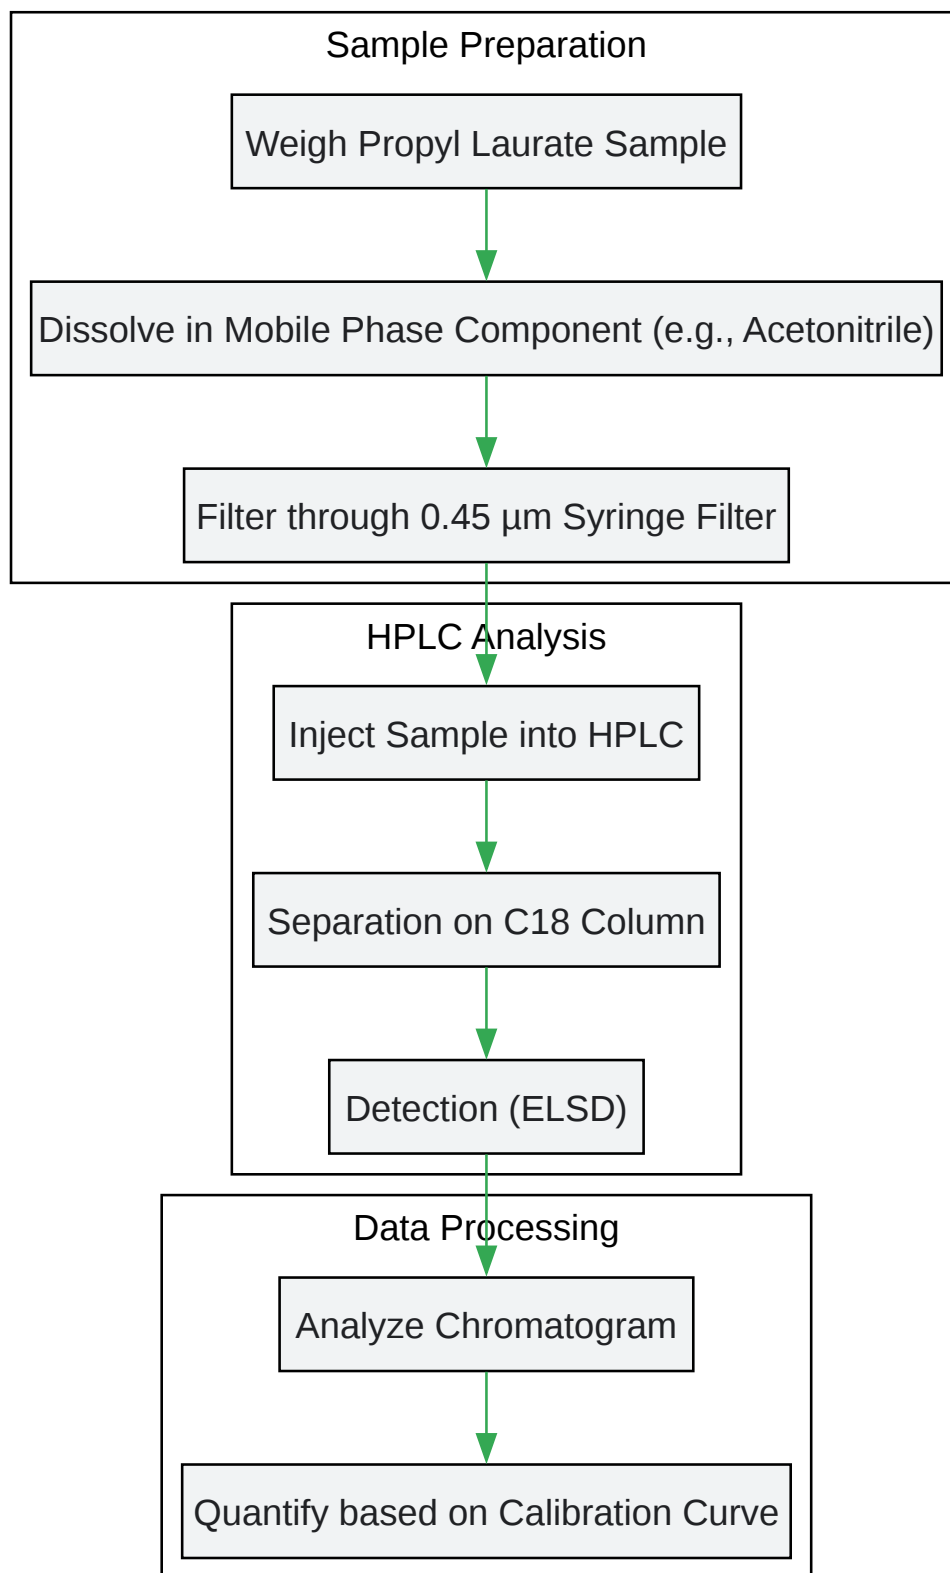 Sample Preparation
Weigh Propyl Laurate Sample
Dissolve in Mobile Phase Component (e.g., Acetonitrile)
Filter through 0.45 µm Syringe Filter
HPLC Analysis
Inject Sample into HPLC
Separation on C18 Column
Detection (ELSD)
Data Processing
Analyze Chromatogram
Quantify based on Calibration Curve